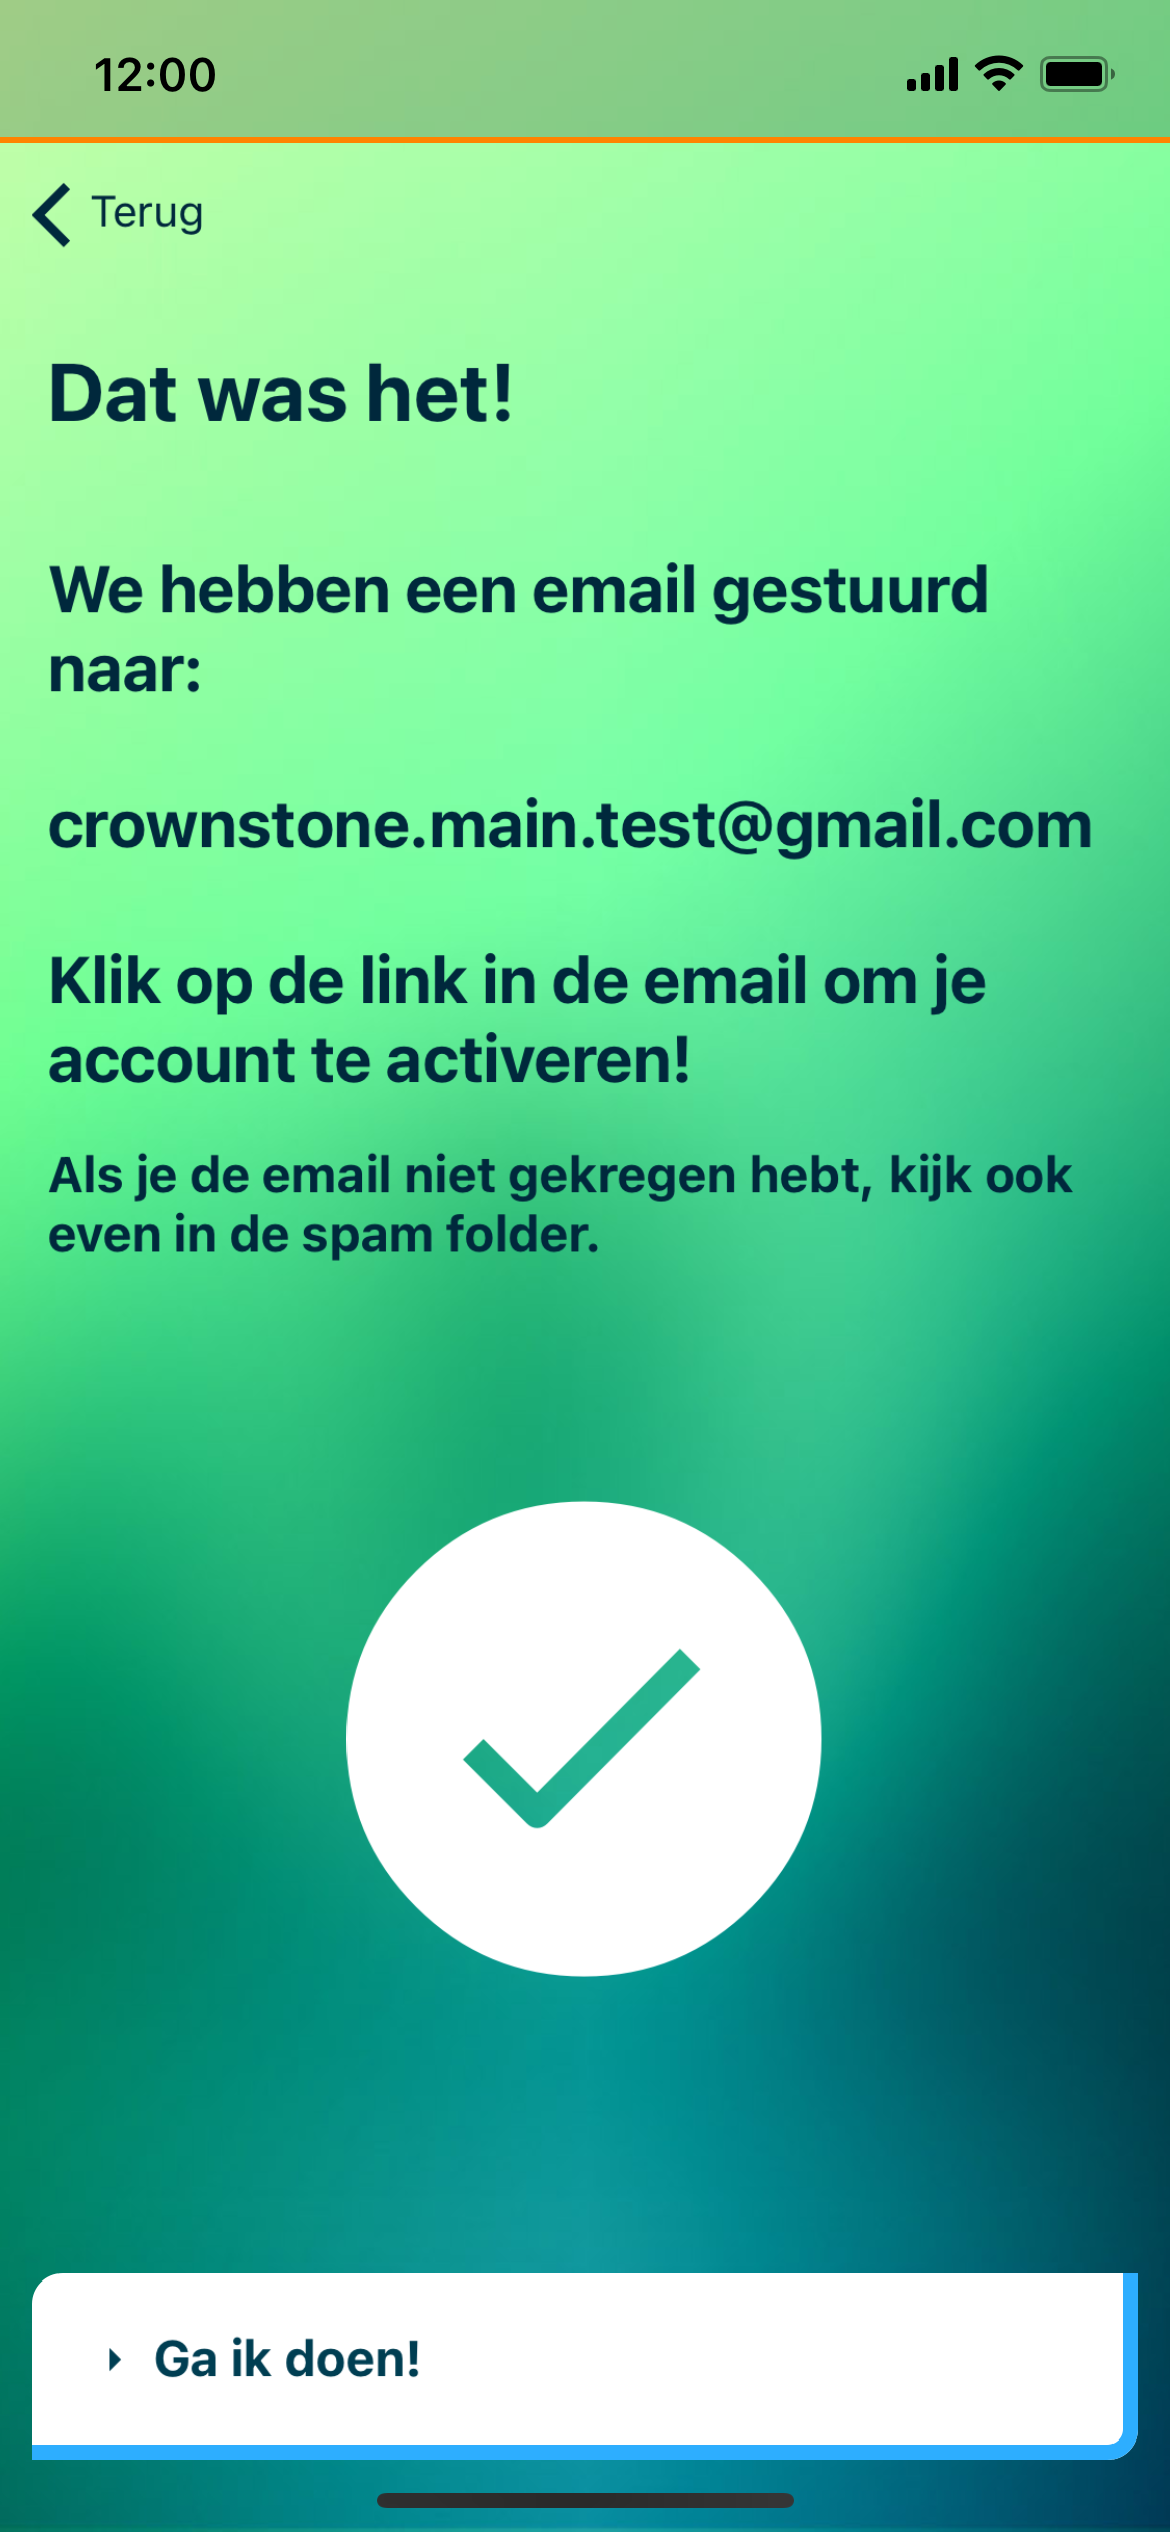 12:00
Terug
Dat was het!
We hebben een email gestuurd
naar:
crownstone.main.test@gmail.com
Klik op de link in de email om je
account te activeren!
Als je de email niet gekregen hebt, kijk ook
even in de spam folder.
Ga ik doen!